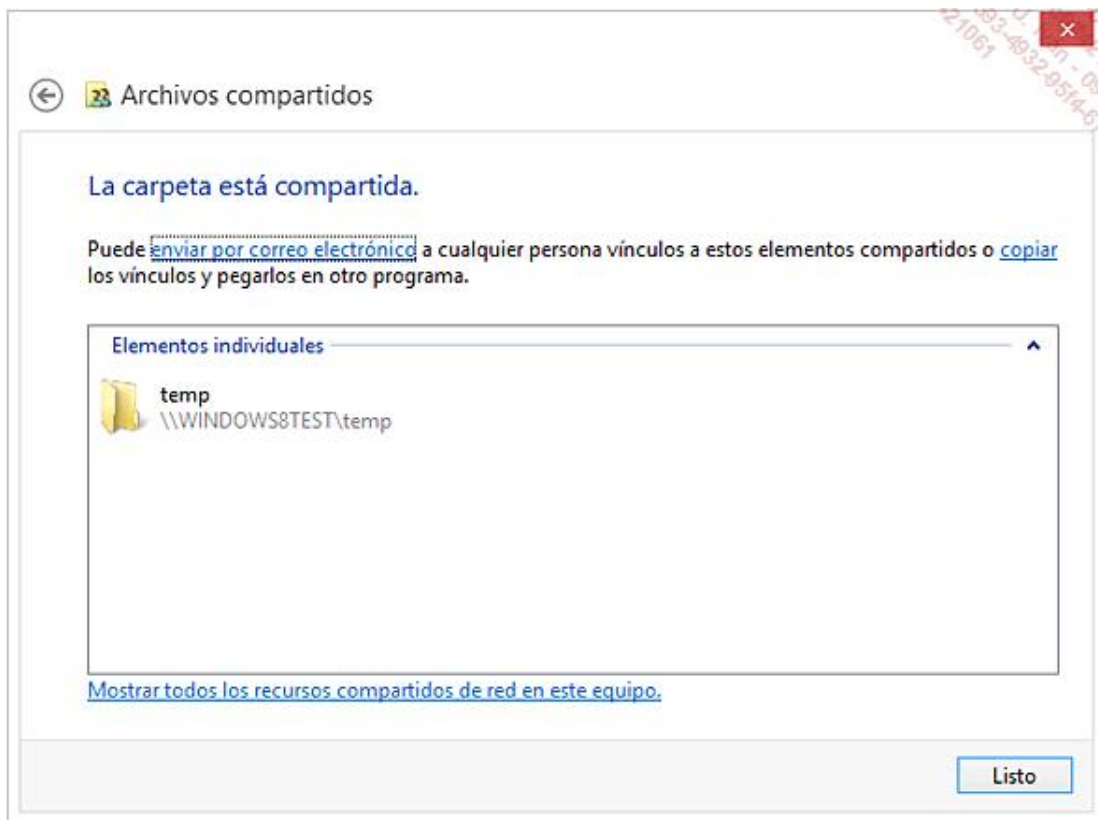 Archivos compartidos
La carpeta está compartida.
Puede enviar por correo electrónico a cualquier persona vínculos a estos elementos compartidos o copiar
los vínculos y pegarlos en otro programa.
Elementos individuales
temp
\\WINDOWS8TEST\temp
Mostrar todos los recursos compartidos de red en este equipo.
Listo